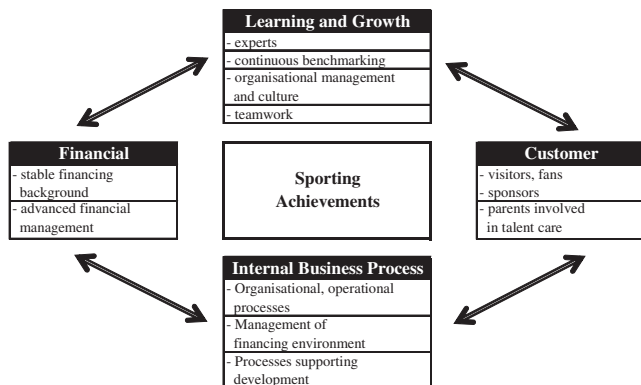 Learning and Growth
- experts
- continuous benchmarking
- organisational management
and culture
- teamwork
Financial
- stable financing
background
- advanced financial
management
Sporting
Achievements
Customer
- visitors, fans
- sponsors
- parents involved
in talent care
Internal Business Process
- Organisational, operational
processes
- Management of
financing environment
- Processes supporting
development